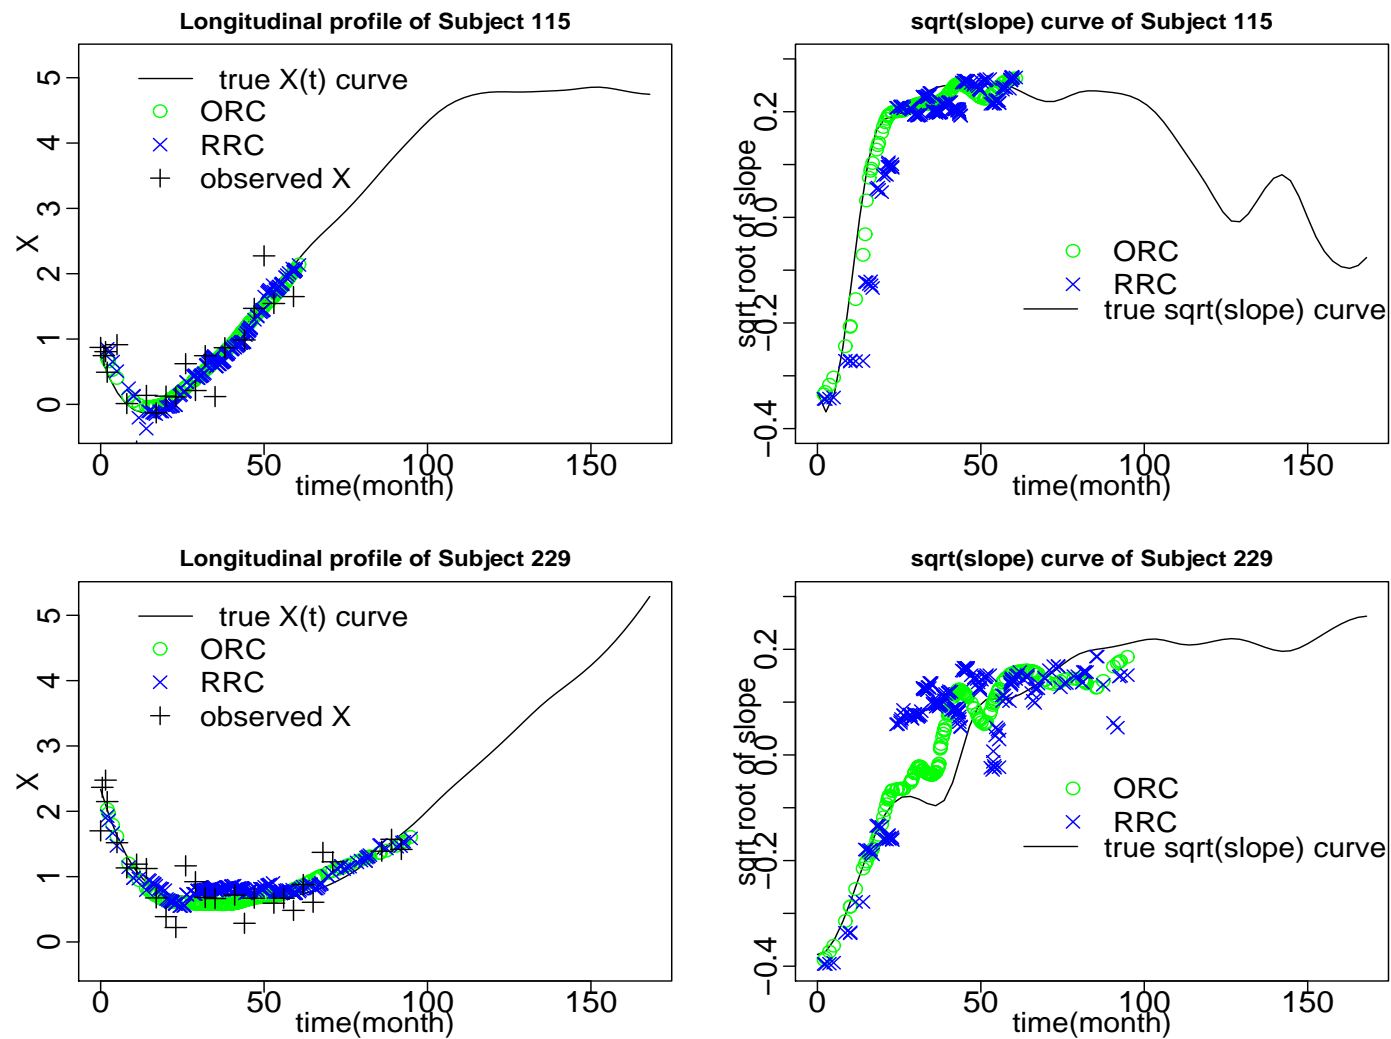 Longitudinal profile of Subject 115
true X(t) curve
ORC
RRC
observed X
X
5
4
3
2
1
0
0 50 100 150
time(month)
sqrt(slope) curve of Subject 115
sqrt root of slope
0.2
0.0
−0.2
−0.4
ORC
RRC
true sqrt(slope) curve
0 50 100 150
time(month)
Longitudinal profile of Subject 229
true X(t) curve
ORC
RRC
observed X
X
5
4
3
2
1
0
0 50 100 150
time(month)
sqrt(slope) curve of Subject 229
sqrt root of slope
0.2
0.0
−0.2
−0.4
ORC
RRC
true sqrt(slope) curve
0 50 100 150
time(month)